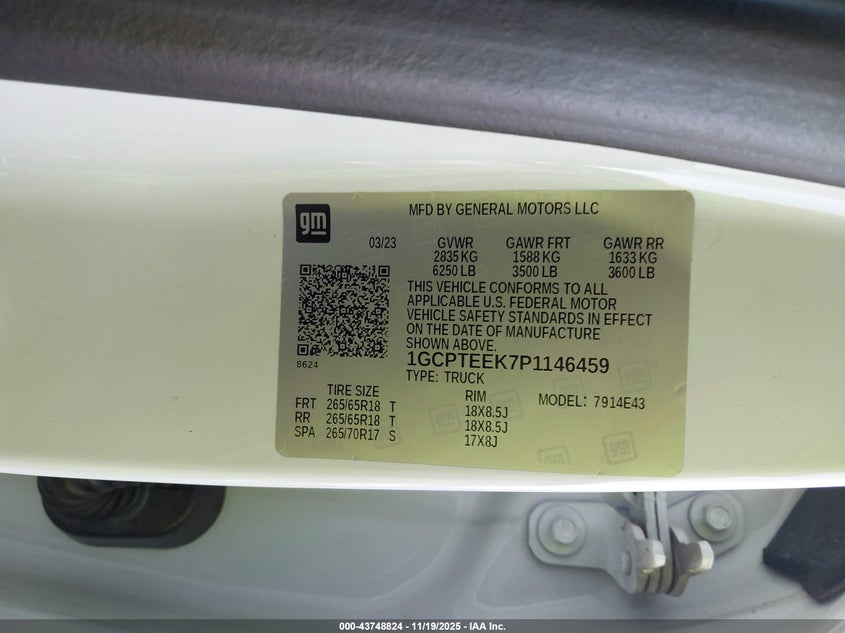 gm
MFD BY GENERAL MOTORS LLC
03/23 GVWR GAWR FRT GAWR RR
2835 KG 1588 KG 1633 KG
6250 LB 3500 LB 3600 LB
THIS VEHICLE CONFORMS TO ALL
APPLICABLE U.S. FEDERAL MOTOR
VEHICLE SAFETY STANDARDS IN EFFECT
ON THE DATE OF MANUFACTURE
SHOWN ABOVE.
8624
1GCPTEEK7P1146459
TYPE: TRUCK
TIRE SIZE RIM MODEL: 7914E43
FRT 265/65R18 T 18X8.5J
RR 265/65R18 T 18X8.5J
SPA 265/70R17 S 17X8J
000-43748824 - 11/19/2025 - IAA Inc.